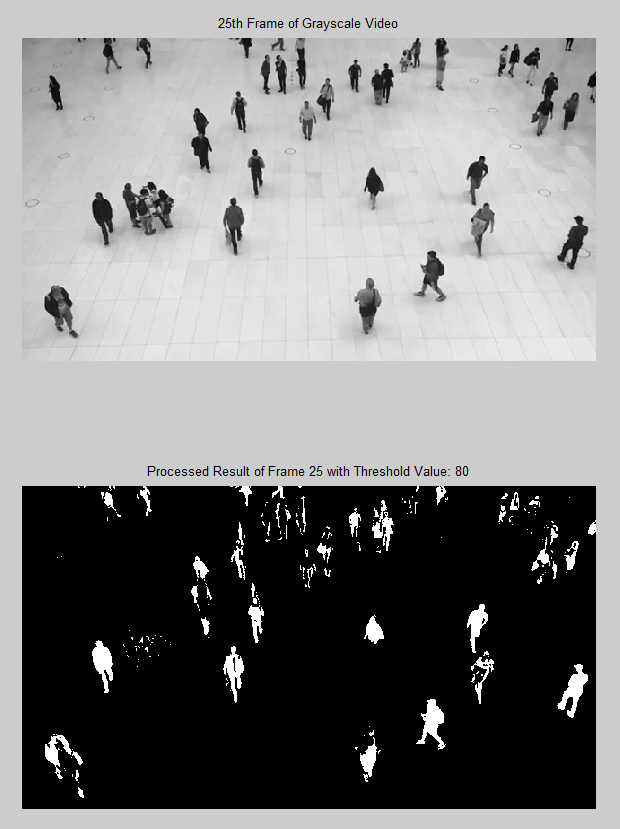 25th Frame of Grayscale Video
Processed Result of Frame 25 with Threshold Value: 80